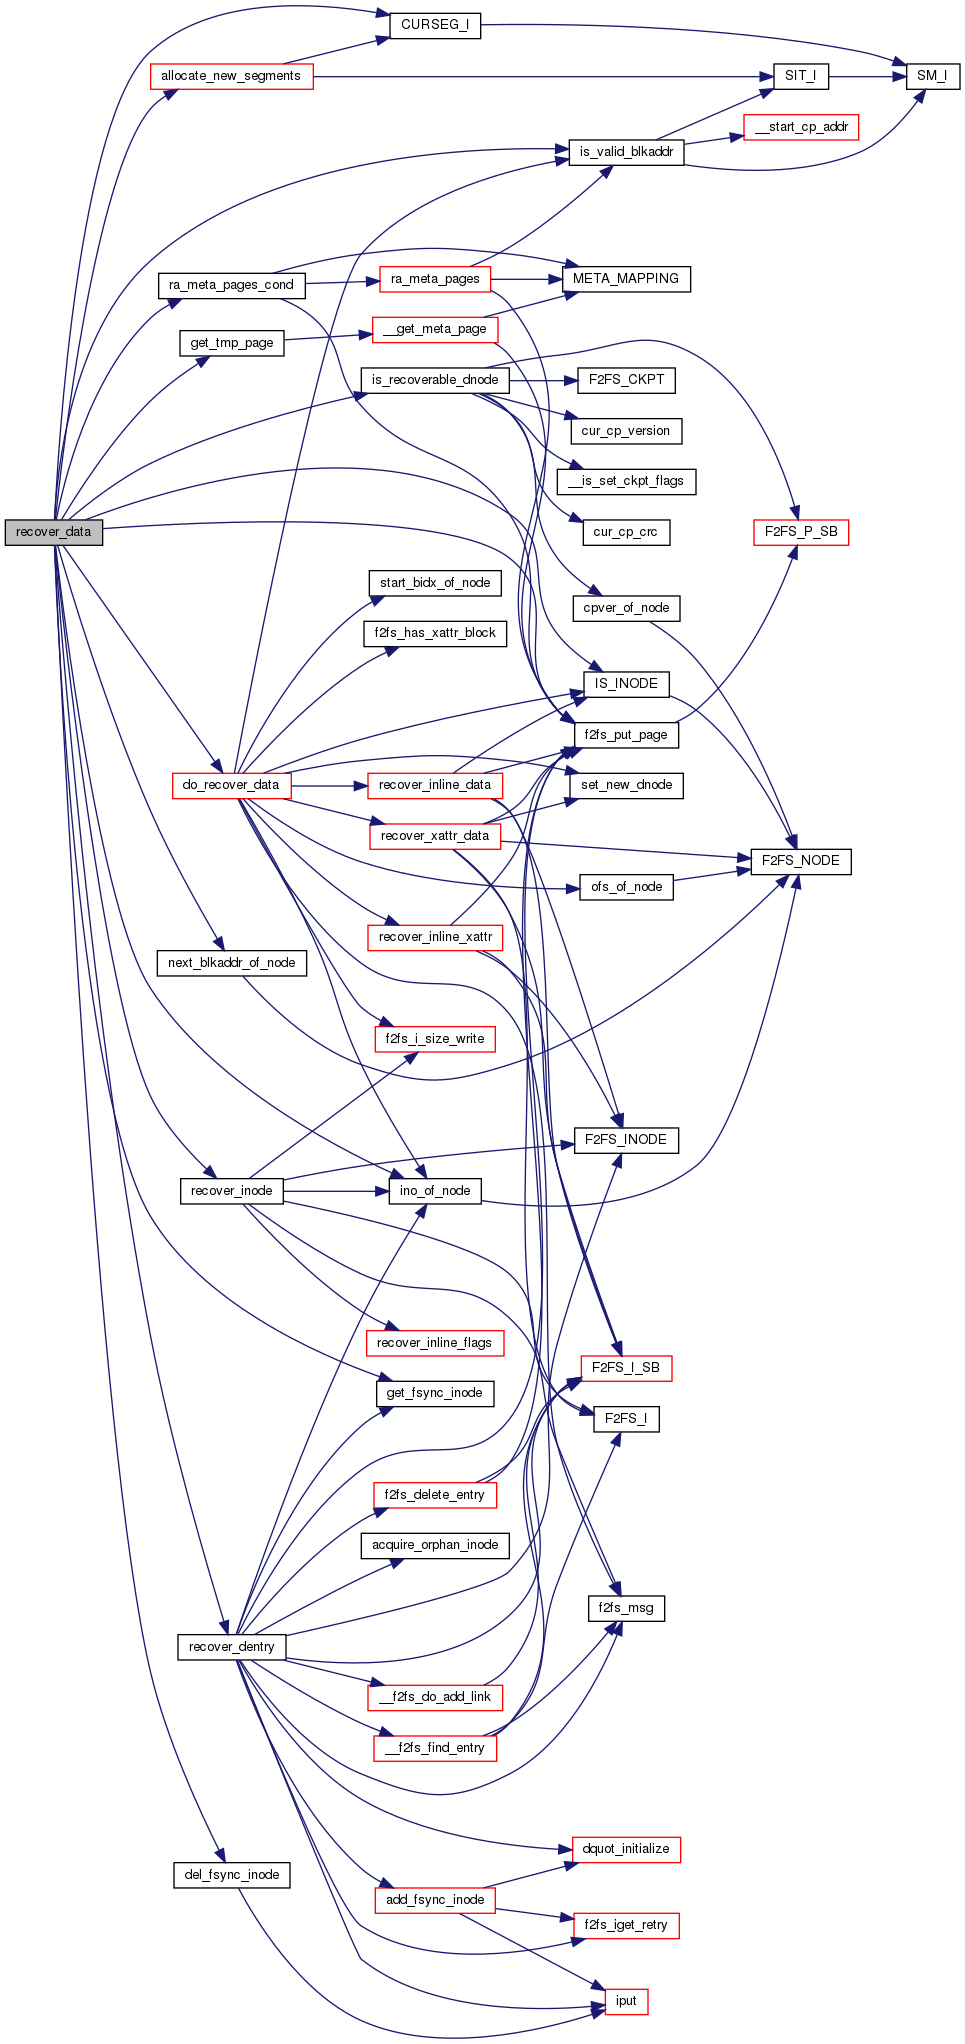 CURSEG_I
allocate_new_segments
SIT_I
SM_I
__start_cp_addr
is_valid_blkaddr
ra_meta_pages_cond
ra_meta_pages
META_MAPPING
get_tmp_page
__get_meta_page
is_recoverable_dnode
F2FS_CKPT
cur_cp_version
__is_set_ckpt_flags
recover_data
cur_cp_crc
F2FS_P_SB
start_bidx_of_node
cpver_of_node
f2fs_has_xattr_block
IS_INODE
f2fs_put_page
do_recover_data
recover_inline_data
set_new_dnode
recover_xattr_data
F2FS_NODE
ofs_of_node
recover_inline_xattr
next_blkaddr_of_node
f2fs_i_size_write
F2FS_INODE
recover_inode
ino_of_node
recover_inline_flags
F2FS_I_SB
get_fsync_inode
F2FS_I
f2fs_delete_entry
acquire_orphan_inode
f2fs_msg
recover_dentry
__f2fs_do_add_link
__f2fs_find_entry
dquot_initialize
del_fsync_inode
add_fsync_inode
f2fs_iget_retry
iput